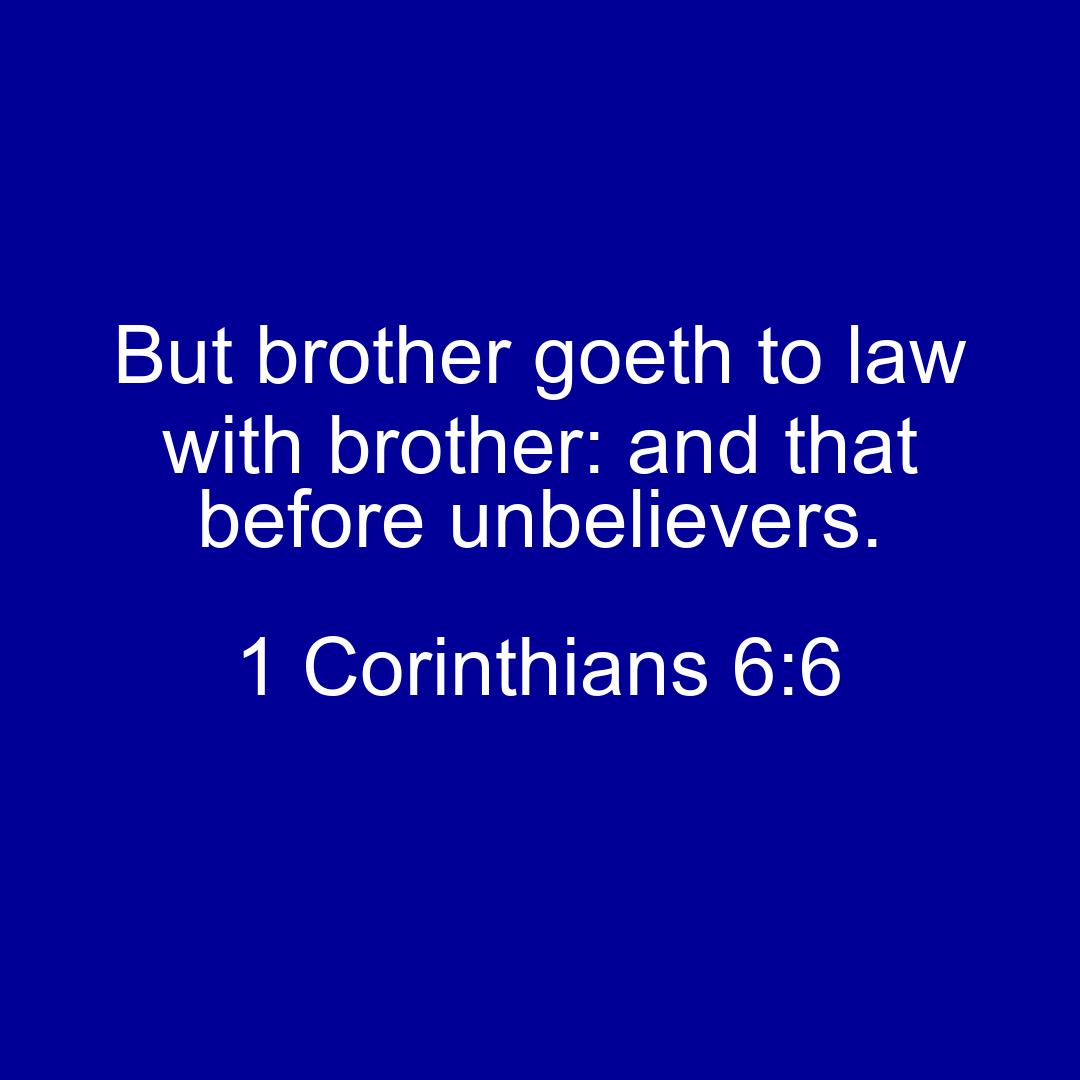 But brother goeth to law
with brother: and that
before unbelievers.
1 Corinthians 6:6